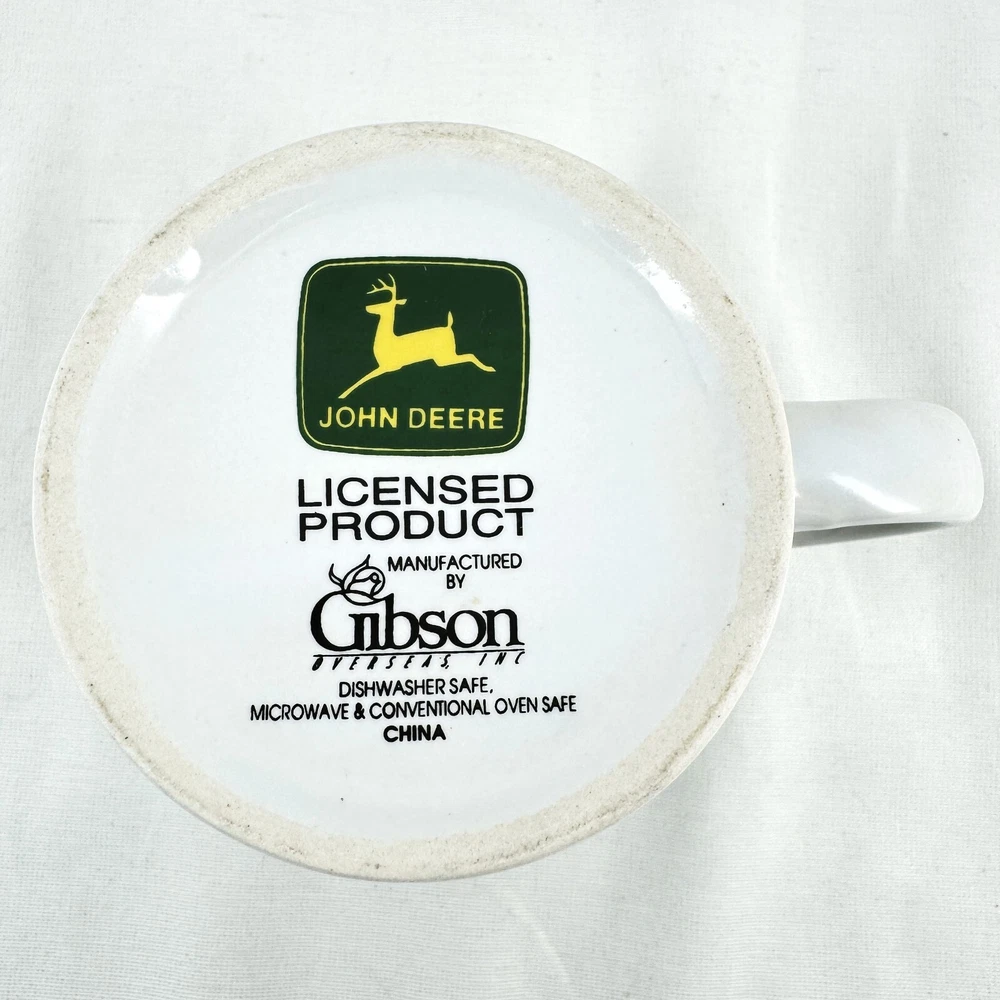 JOHN DEERE
LICENSED
PRODUCT
MANUFACTURED
BY
Gibson
OVERSEAS, INC
DISHWASHER SAFE,
MICROWAVE & CONVENTIONAL OVEN SAFE
CHINA